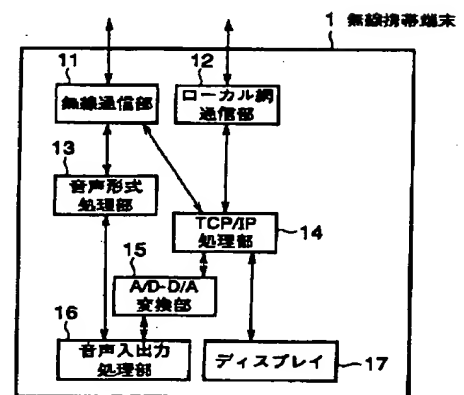 1 無線携帯端末
11
無線通信部
12
ローカル網
通信部
13
音声形式
処理部
TCP/IP
処理部
14
15
A/D-D/A
変換部
16
音声入出力
処理部
ディスプレイ
17